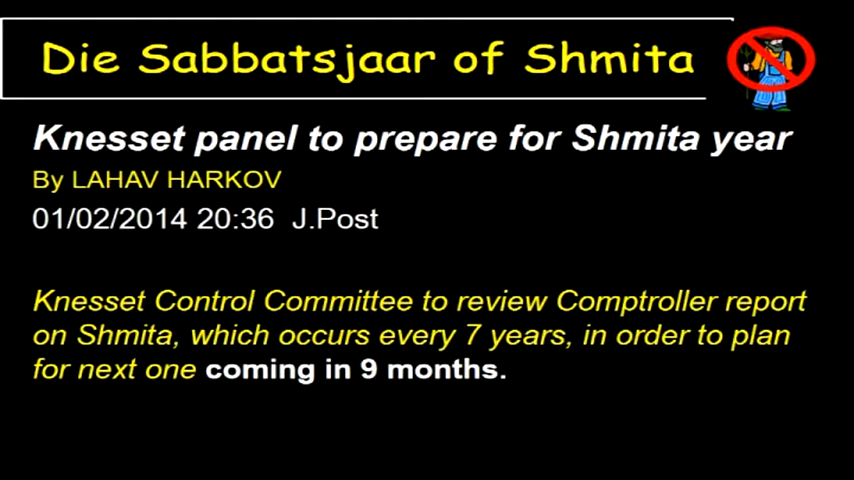 Die Sabbatsjaar of Shmita
Knesset panel to prepare for Shmita year
By LAHAV HARKOV
01/02/2014 20:36 J.Post
Knesset Control Committee to review Comptroller report
on Shmita, which occurs every 7 years, in order to plan
for next one coming in 9 months.